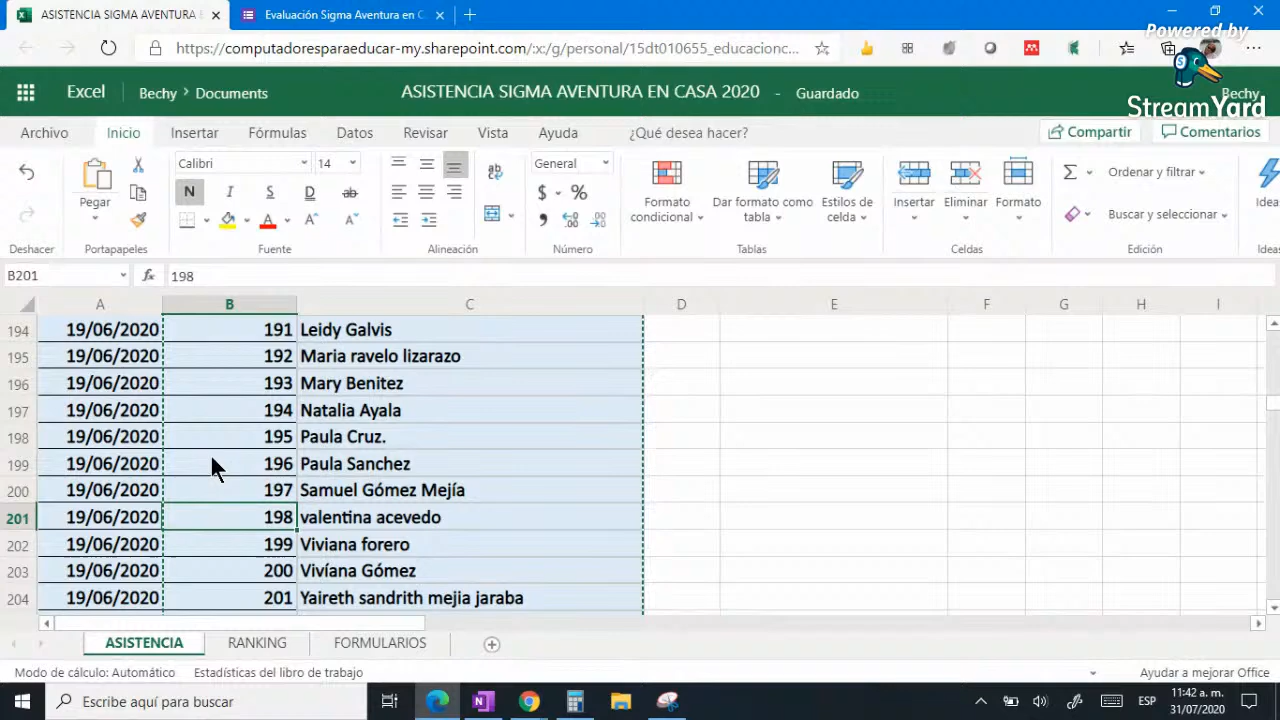 ASISTENCIA SIGMA AVENTURA E
Evaluación Sigma Aventura en C
https://computadoresparaeducar-my.sharepoint.com/:x:/g/personal/15dt010655_educacionc...
Powered by
StreamYard
Excel
Bechy > Documents
ASISTENCIA SIGMA AVENTURA EN CASA 2020 - Guardado
Bechy
Archivo Inicio Insertar Fórmulas Datos Revisar Vista Ayuda ¿Qué desea hacer? Compartir Comentarios
Pegar
Calibri 14
N I S D ab
General
$ %
Formato condicional
Dar formato como tabla
Estilos de celda
Insertar
Eliminar
Formato
Ordenar y filtrar
Buscar y seleccionar
Ideas
Deshacer Portapapeles Fuente Alineación Número Tablas Celdas Edición Ideas
B201 fx 198
A B C D E F G H I
194 19/06/2020 191 Leidy Galvis
195 19/06/2020 192 Maria ravelo lizarazo
196 19/06/2020 193 Mary Benitez
197 19/06/2020 194 Natalia Ayala
198 19/06/2020 195 Paula Cruz.
199 19/06/2020 196 Paula Sanchez
200 19/06/2020 197 Samuel Gómez Mejía
201 19/06/2020 198 valentina acevedo
202 19/06/2020 199 Viviana forero
203 19/06/2020 200 Vivíana Gómez
204 19/06/2020 201 Yaireth sandrith mejia jaraba
ASISTENCIA RANKING FORMULARIOS
Modo de cálculo: Automático Estadísticas del libro de trabajo Ayudar a mejorar Office
Escribe aquí para buscar
ESP
11:42 a. m.
31/07/2020